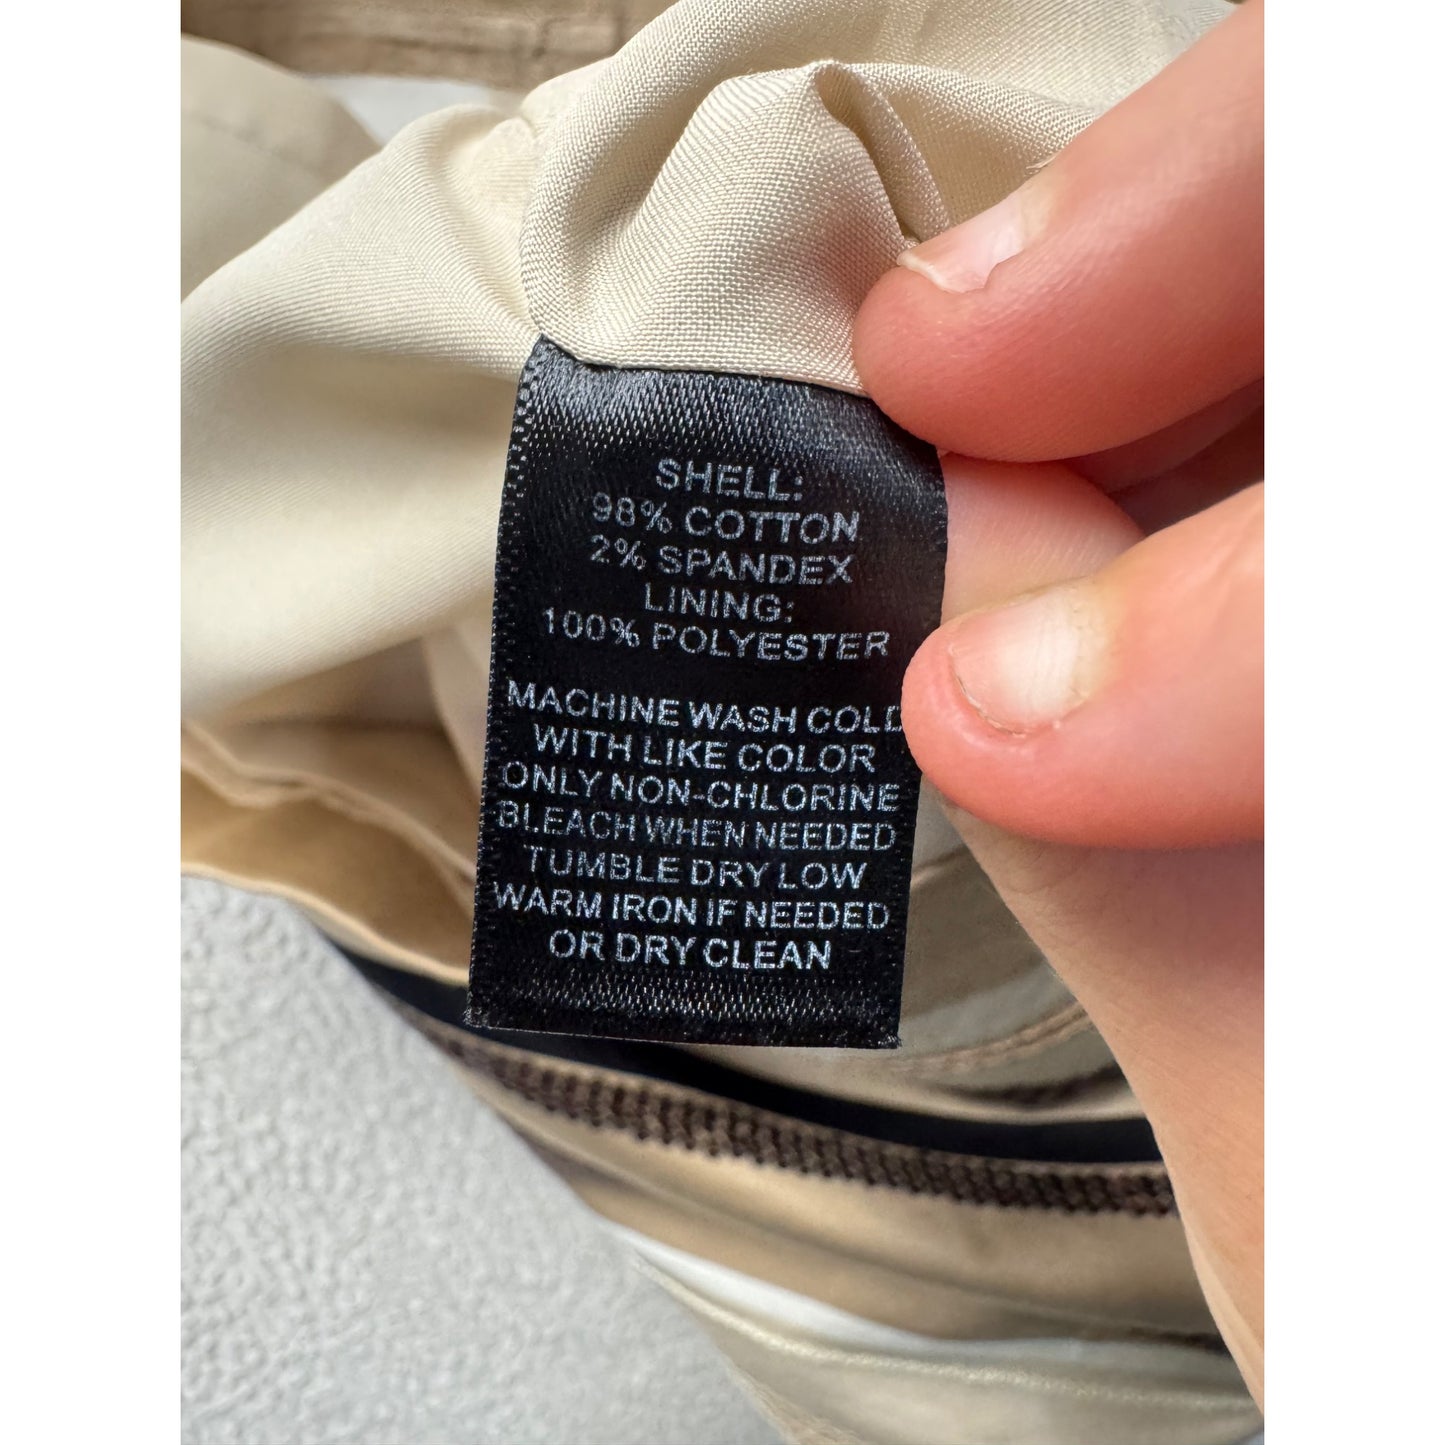 SHELL:
98% COTTON
2% SPANDEX
LINING:
100% POLYESTER
MACHINE WASH COLD
WITH LIKE COLOR
ONLY NON-CHLORINE
BLEACH WHEN NEEDED
TUMBLE DRY LOW
WARM IRON IF NEEDED
OR DRY CLEAN